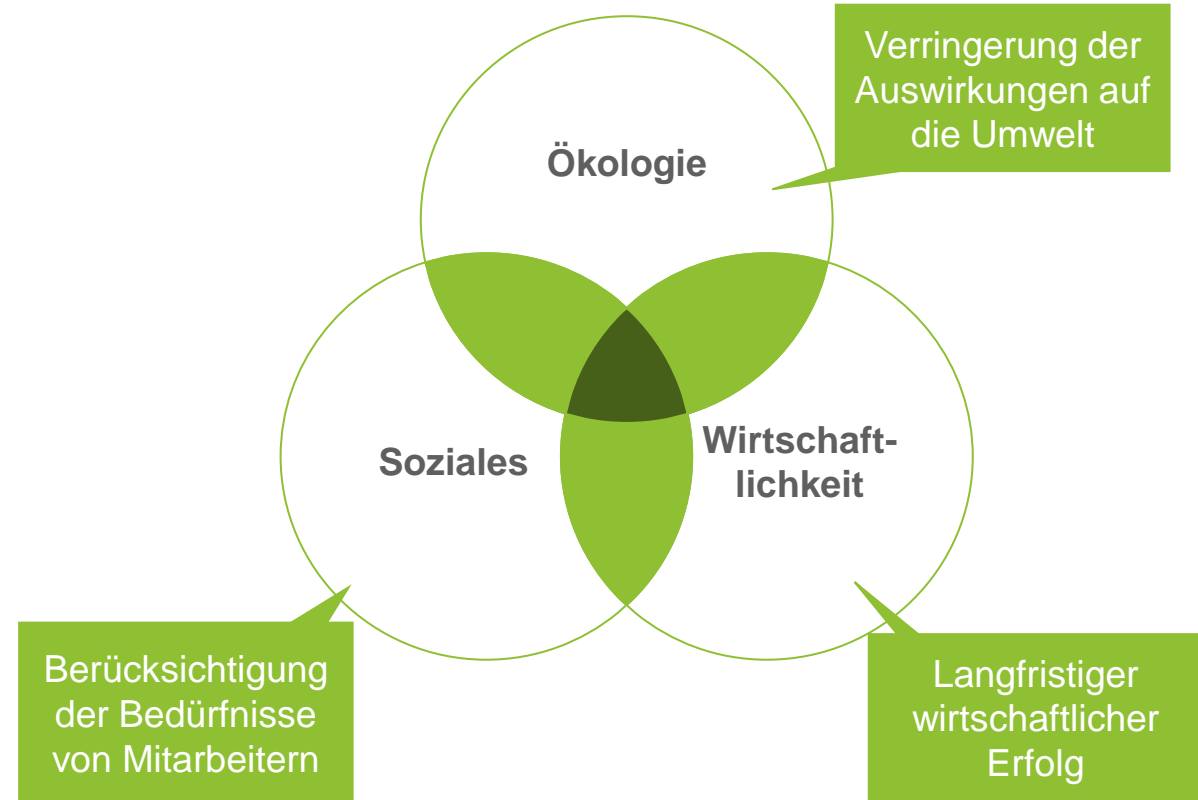 Verringerung der
Auswirkungen auf
die Umwelt
Ökologie
Soziales
Wirtschaft-
lichkeit
Berücksichtigung
der Bedürfnisse
von Mitarbeitern
Langfristiger
wirtschaftlicher
Erfolg